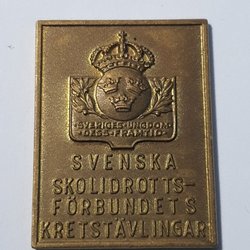 SVERIGES·UNGDOM·
DESS·FRAMTID·
SVENSKA
SKOLIDROTTS-
FÖRBUNDETS
KRETSTÄVLINGAR